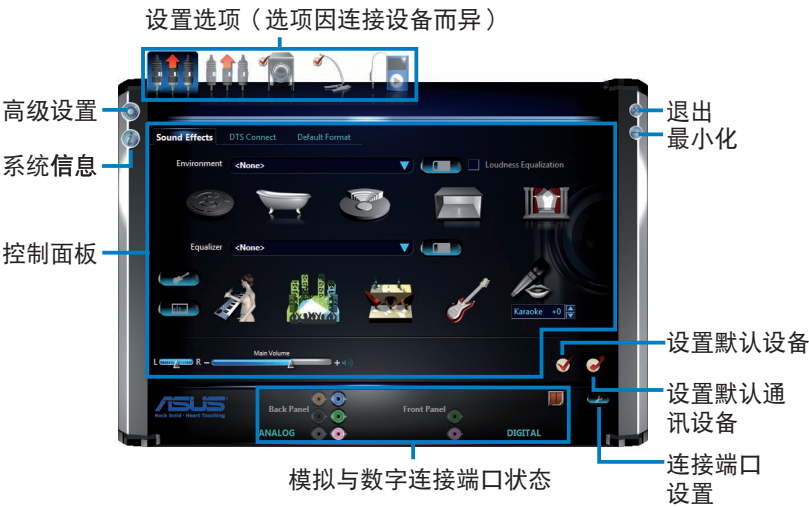 设置选项（选项因连接设备而异）
高级设置
系统信息
控制面板
退出
最小化
Sound Effects
DTS Connect
Default Format
Environment
<None>
Loudness Equalization
Equalizer
<None>
Karaoke +0
Main Volume
L
R
–
+
设置默认设备
设置默认通
讯设备
连接端口
设置
ASUS
Rock Solid · Heart Touching
Back Panel
Front Panel
ANALOG
DIGITAL
模拟与数字连接端口状态